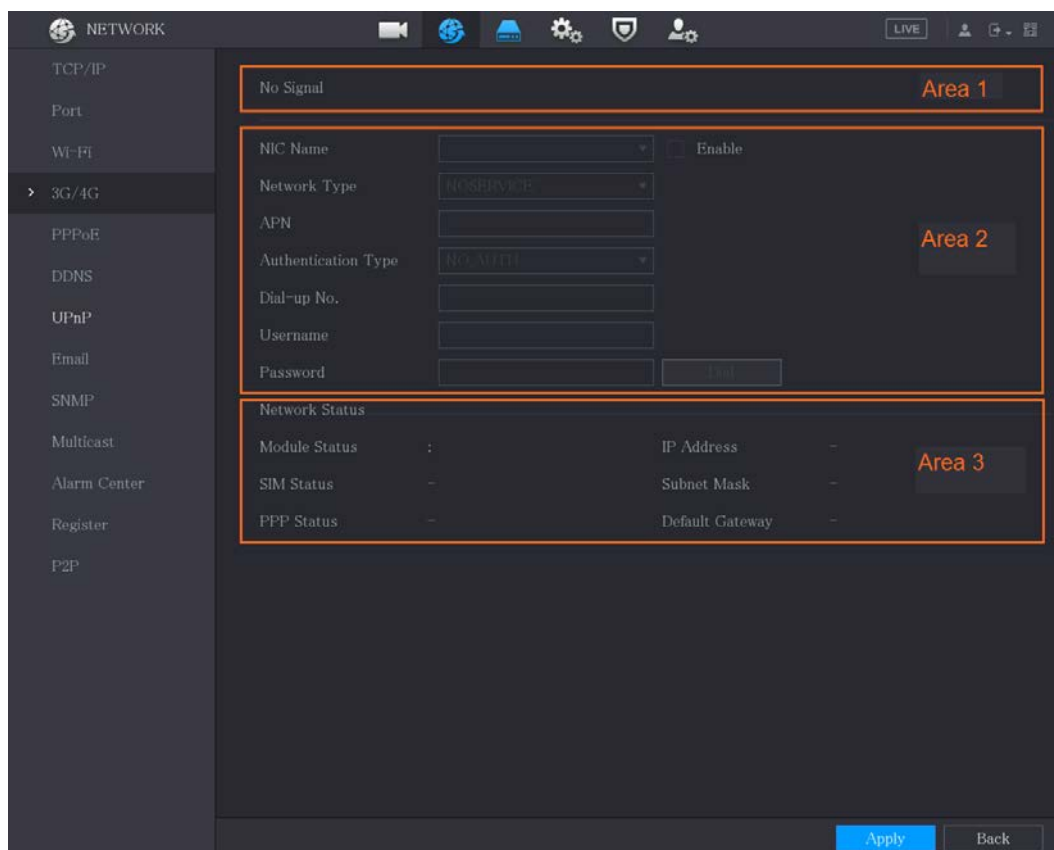 NETWORK
LIVE
TCP/IP
Port
Wi-Fi
3G/4G
PPPoE
DDNS
UPnP
Email
SNMP
Multicast
Alarm Center
Register
P2P
No Signal
Area 1
NIC Name
Enable
Network Type NOSERVICE
APN
Area 2
Authentication Type NO_AUTH
Dial-up No.
Username
Password Dial
Network Status
Module Status : IP Address -
Area 3
SIM Status - Subnet Mask -
PPP Status - Default Gateway -
Apply Back